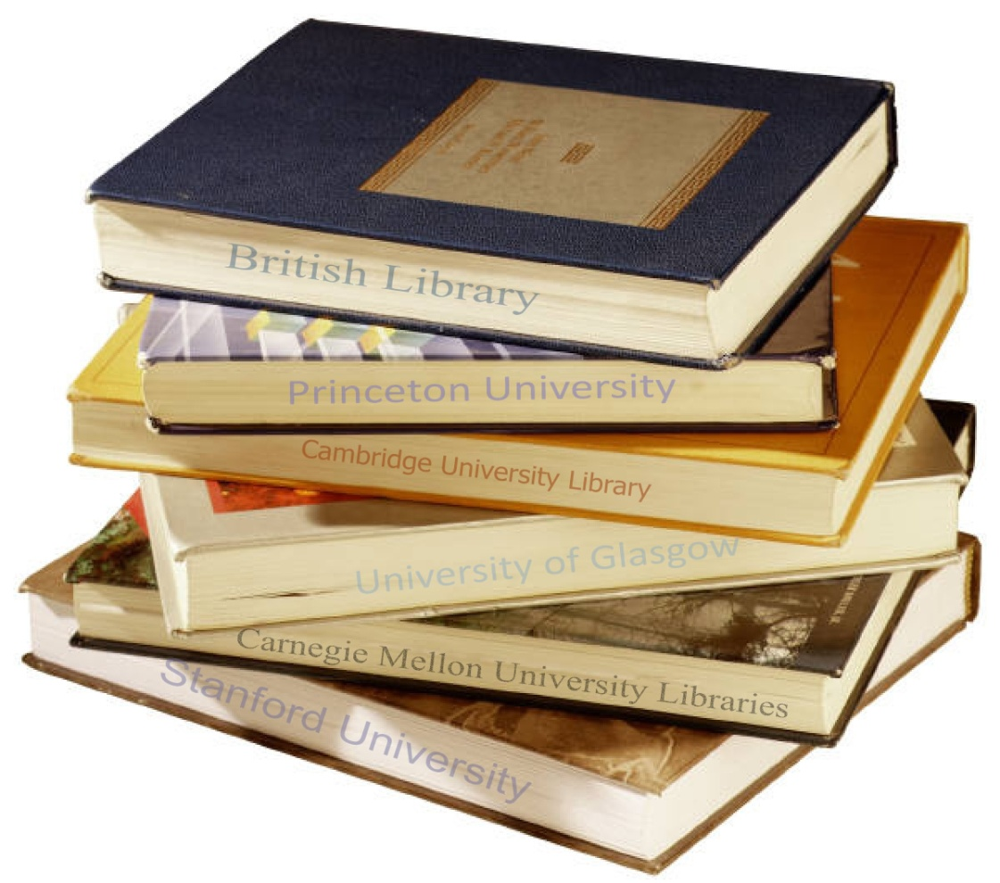 British Library
Princeton University
Cambridge University Library
University of Glasgow
Carnegie Mellon University Libraries
Stanford University